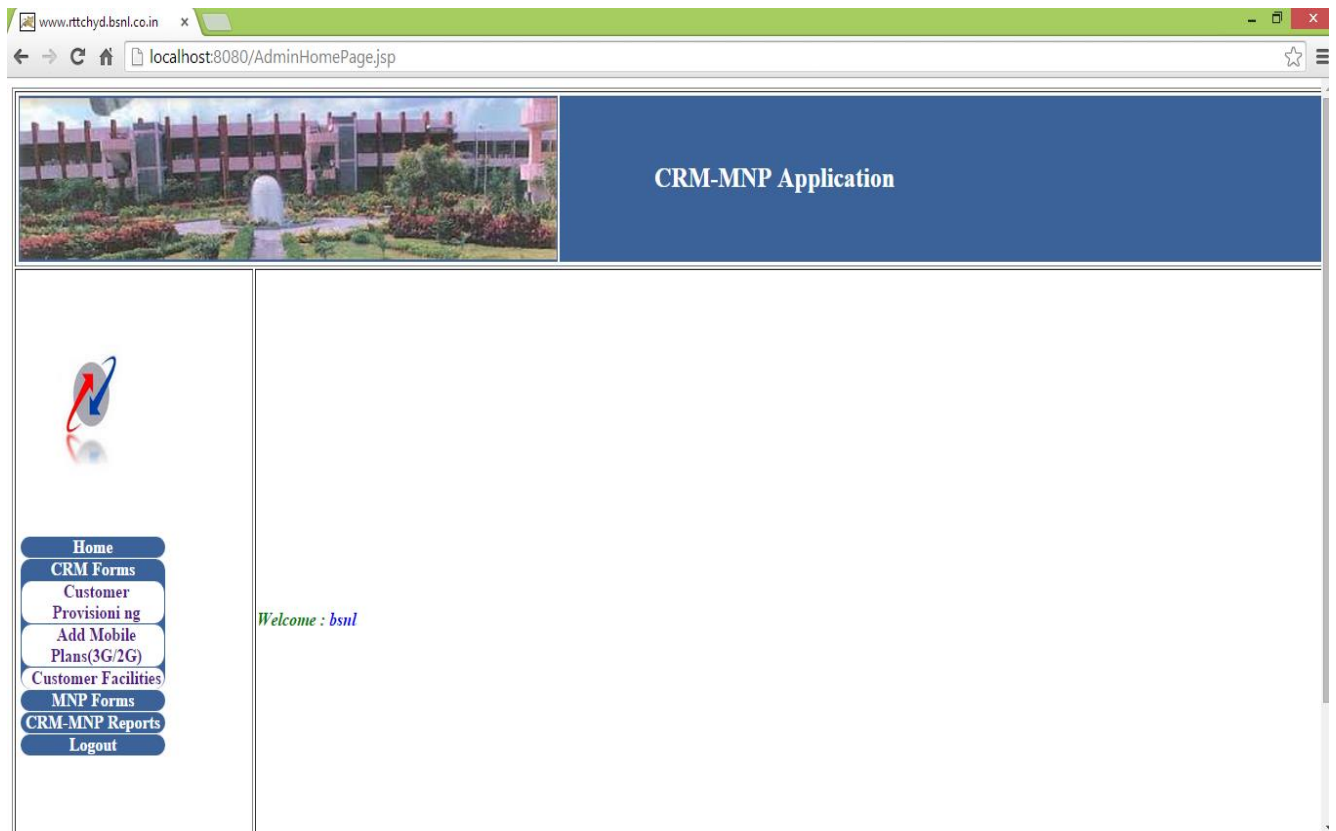 www.rttchyd.bsnl.co.in
localhost:8080/AdminHomePage.jsp
CRM-MNP Application
Home
CRM Forms
Customer
Provisioni ng
Add Mobile
Plans(3G/2G)
Customer Facilities
MNP Forms
CRM-MNP Reports
Logout
Welcome : bsnl